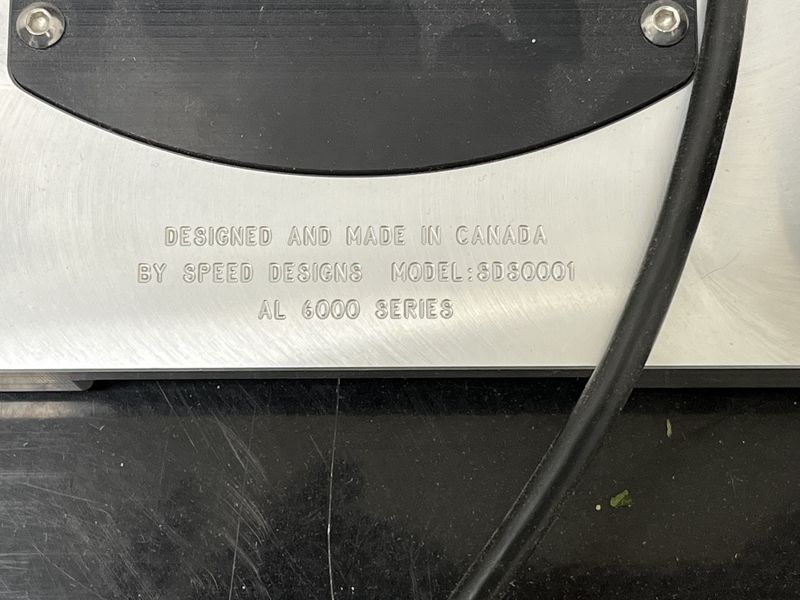 DESIGNED AND MADE IN CANADA
BY SPEED DESIGNS MODEL:SDS0001
AL 6000 SERIES